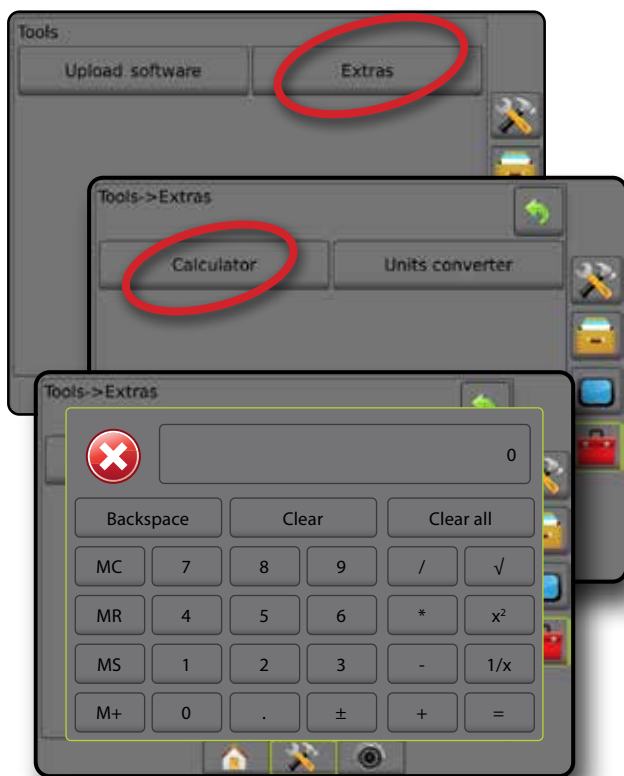 Tools
Upload software Extras
Tools->Extras
Calculator Units converter
Tools->Extras
0
Backspace Clear Clear all
MC 7 8 9 / √
MR 4 5 6 * x²
MS 1 2 3 - 1/x
M+ 0 . ± + =